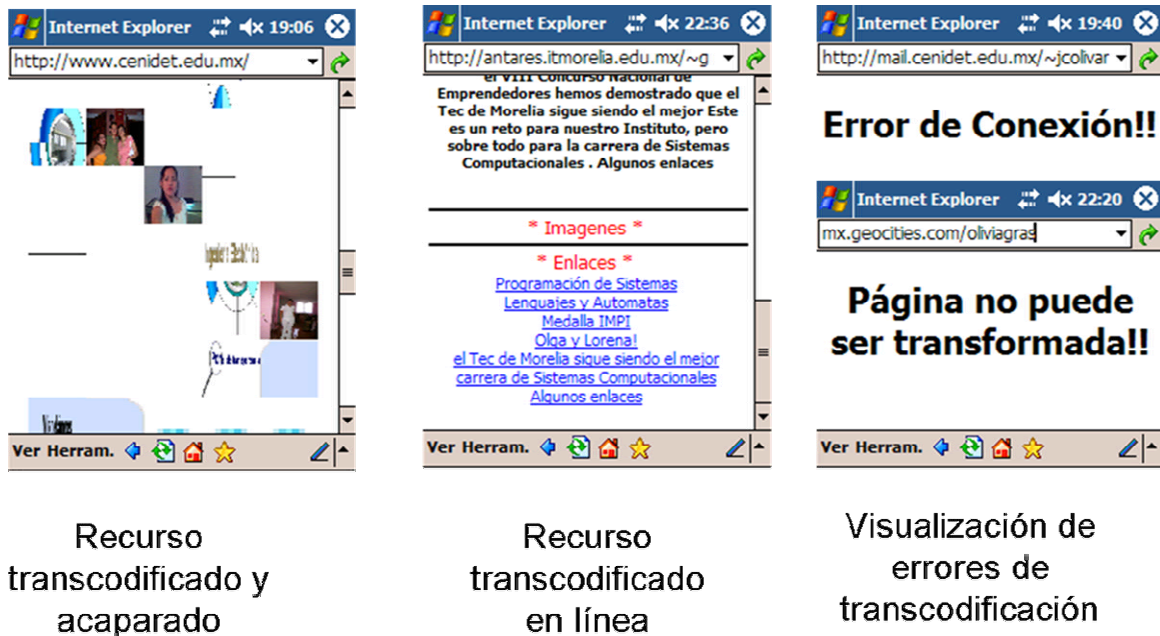 Internet Explorer 19:06
http://www.cenidet.edu.mx/
Ver Herram.
Recurso
transcodificado y
acaparado
Internet Explorer 22:36
http://antares.itmorelia.edu.mx/~g
el VIII Concurso Nacional de
Emprendedores hemos demostrado que el
Tec de Morelia sigue siendo el mejor Este
es un reto para nuestro Instituto, pero
sobre todo para la carrera de Sistemas
Computacionales . Algunos enlaces
* Imagenes *
* Enlaces *
Programación de Sistemas
Lenguajes y Automatas
Medalla IMPI
Olga y Lorena!
el Tec de Morelia sigue siendo el mejor
carrera de Sistemas Computacionales
Algunos enlaces
Ver Herram.
Recurso
transcodificado
en línea
Internet Explorer 19:40
http://mail.cenidet.edu.mx/~jcolivar
Error de Conexión!!
Internet Explorer 22:20
mx.geocities.com/oliviagras
Página no puede
ser transformada!!
Ver Herram.
Visualización de
errores de
transcodificación